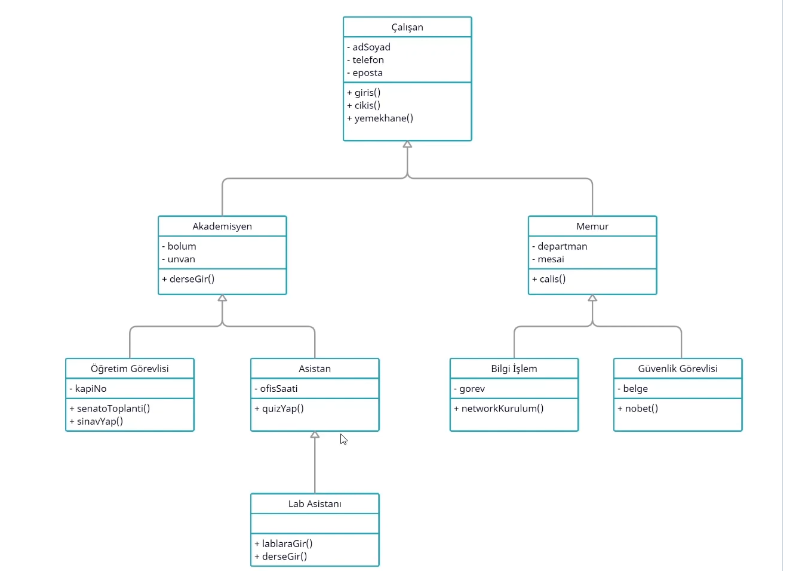 Çalışan
- adSoyad
- telefon
- eposta
+ giris()
+ cikis()
+ yemekhane()
Akademisyen
- bolum
- unvan
+ derseGir()
Memur
- departman
- mesai
+ calis()
Öğretim Görevlisi
- kapiNo
+ senatoToplanti()
+ sinavYap()
Asistan
- ofisSaati
+ quizYap()
Bilgi İşlem
- gorev
+ networkKurulum()
Güvenlik Görevlisi
- belge
+ nobet()
Lab Asistanı
+ lablaraGir()
+ derseGir()